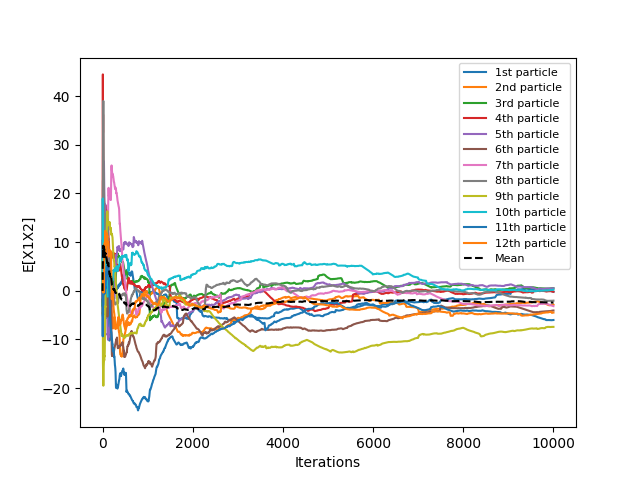 E[X1X2]
40
30
20
10
0
−10
−20
0
2000
4000
6000
8000
10000
Iterations
1st particle
2nd particle
3rd particle
4th particle
5th particle
6th particle
7th particle
8th particle
9th particle
10th particle
11th particle
12th particle
Mean